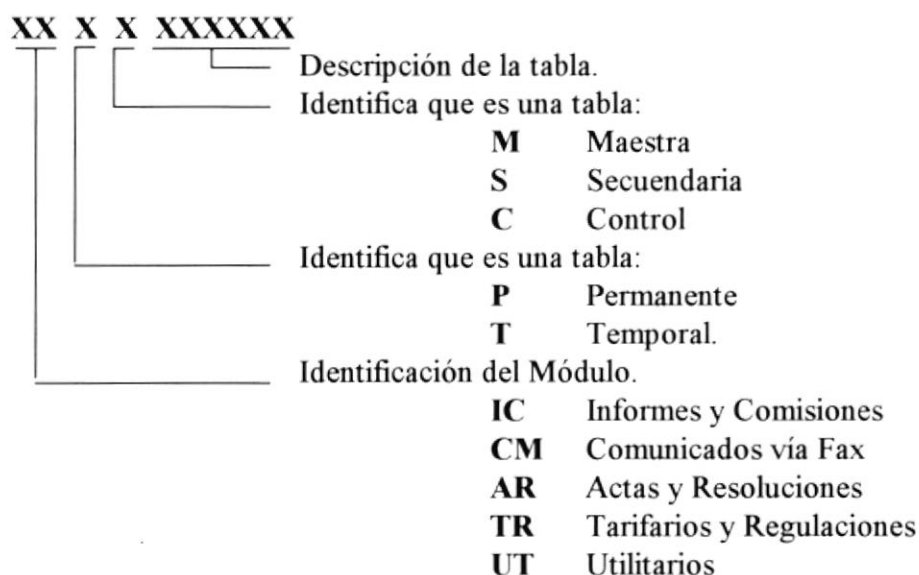 XX X X XXXXXX
Descripción de la tabla.
Identifica que es una tabla:
M Maestra
S Secuendaria
C Control
Identifica que es una tabla:
P Permanente
T Temporal.
Identificación del Módulo.
IC Informes y Comisiones
CM Comunicados vía Fax
AR Actas y Resoluciones
TR Tarifarios y Regulaciones
UT Utilitarios